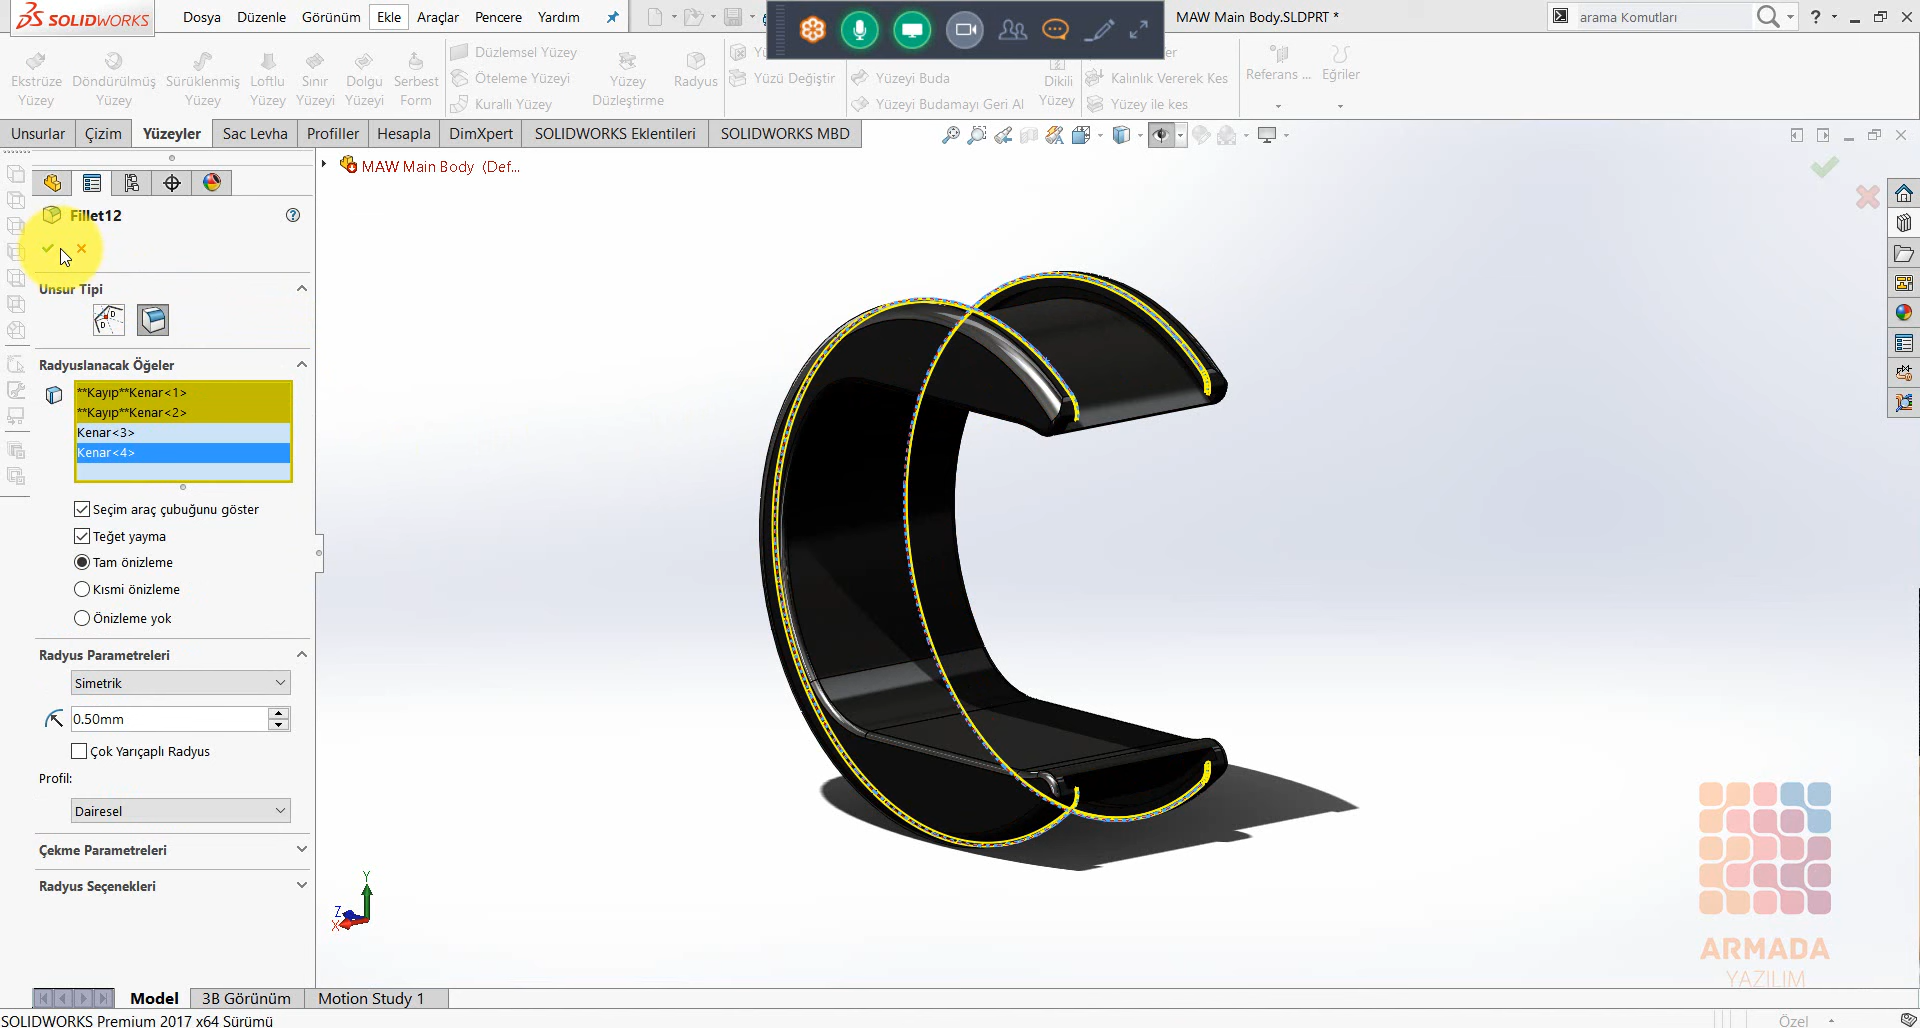 SOLIDWORKS
Dosya Düzenle Görünüm Ekle Araçlar Pencere Yardım
MAW Main Body.SLDPRT *
arama Komutları
Ekstrüze Yüzey
Döndürülmüş Yüzey
Sürüklenmiş Yüzey
Loftlu Yüzey
Sınır Yüzeyi
Dolgu Yüzeyi
Serbest Form
Düzlemsel Yüzey
Öteleme Yüzeyi
Kurallı Yüzey
Yüzey Düzleştirme
Radyus
Yüzü Değiştir
Yüzeyi Buda
Yüzeyi Budamayı Geri Al
Dikili Yüzey
Kalınlık Vererek Kes
Yüzey ile kes
Referans ...
Eğriler
Unsurlar Çizim Yüzeyler Sac Levha Profiller Hesapla DimXpert SOLIDWORKS Eklentileri SOLIDWORKS MBD
MAW Main Body (Def...
Fillet12
Unsur Tipi
Radyuslanacak Öğeler
**Kayıp**Kenar<1>
**Kayıp**Kenar<2>
Kenar<3>
Kenar<4>
Seçim araç çubuğunu göster
Teğet yayma
Tam önizleme
Kısmi önizleme
Önizleme yok
Radyus Parametreleri
Simetrik
0.50mm
Çok Yarıçaplı Radyus
Profil:
Dairesel
Çekme Parametreleri
Radyus Seçenekleri
Y
Z
X
ARMADA
YAZILIM
Model 3B Görünüm Motion Study 1
SOLIDWORKS Premium 2017 x64 Sürümü
Özel